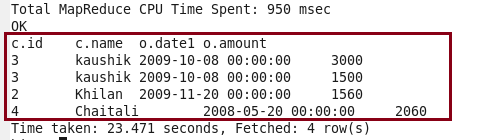 Total MapReduce CPU Time Spent: 950 msec
OK
c.id c.name o.date1 o.amount
3 kaushik 2009-10-08 00:00:00 3000
3 kaushik 2009-10-08 00:00:00 1500
2 Khilan 2009-11-20 00:00:00 1560
4 Chaitali 2008-05-20 00:00:00 2060
Time taken: 23.471 seconds, Fetched: 4 row(s)